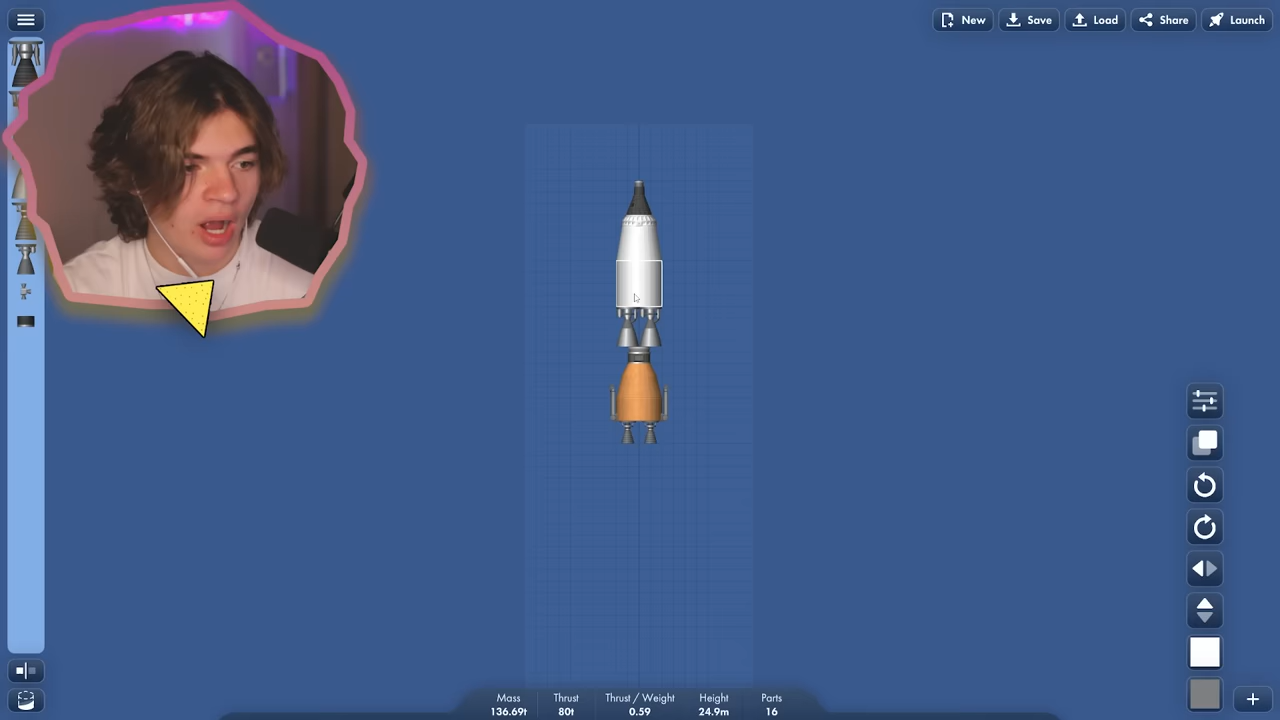 New
Save
Load
Share
Launch
Mass
Thrust
Thrust / Weight
Height
Parts
136.69t
80t
0.59
24.9m
16